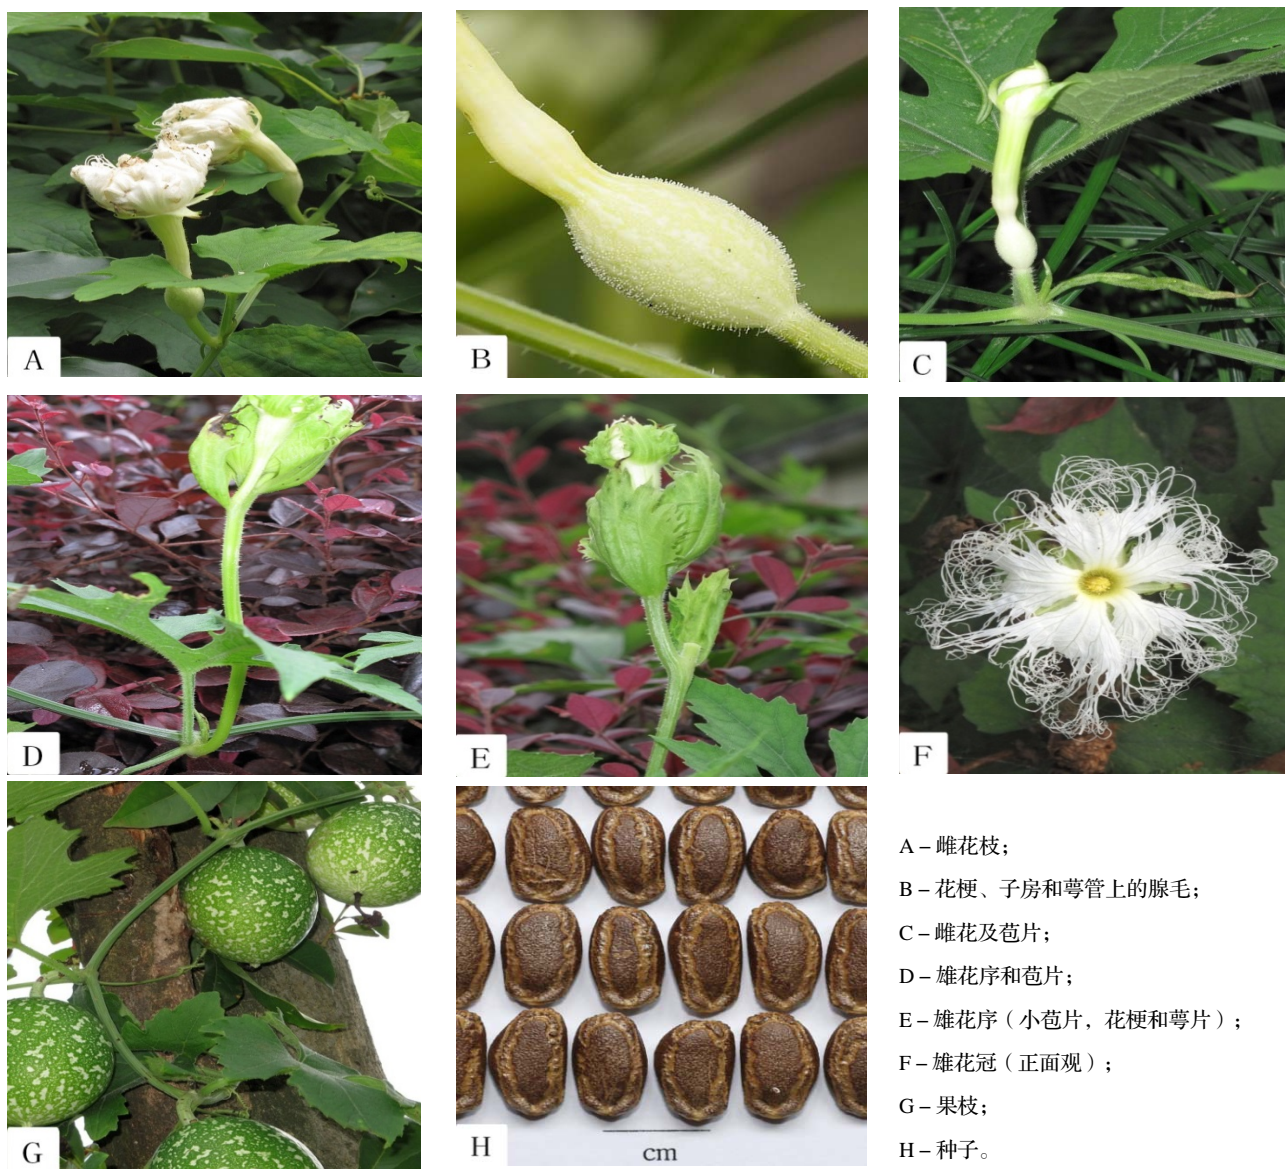 A
B
C
D
E
F
G
H
cm
A – 雌花枝；
B – 花梗、子房和萼管上的腺毛；
C – 雌花及苞片；
D – 雄花序和苞片；
E – 雄花序（小苞片，花梗和萼片）；
F – 雄花冠（正面观）；
G – 果枝；
H – 种子。